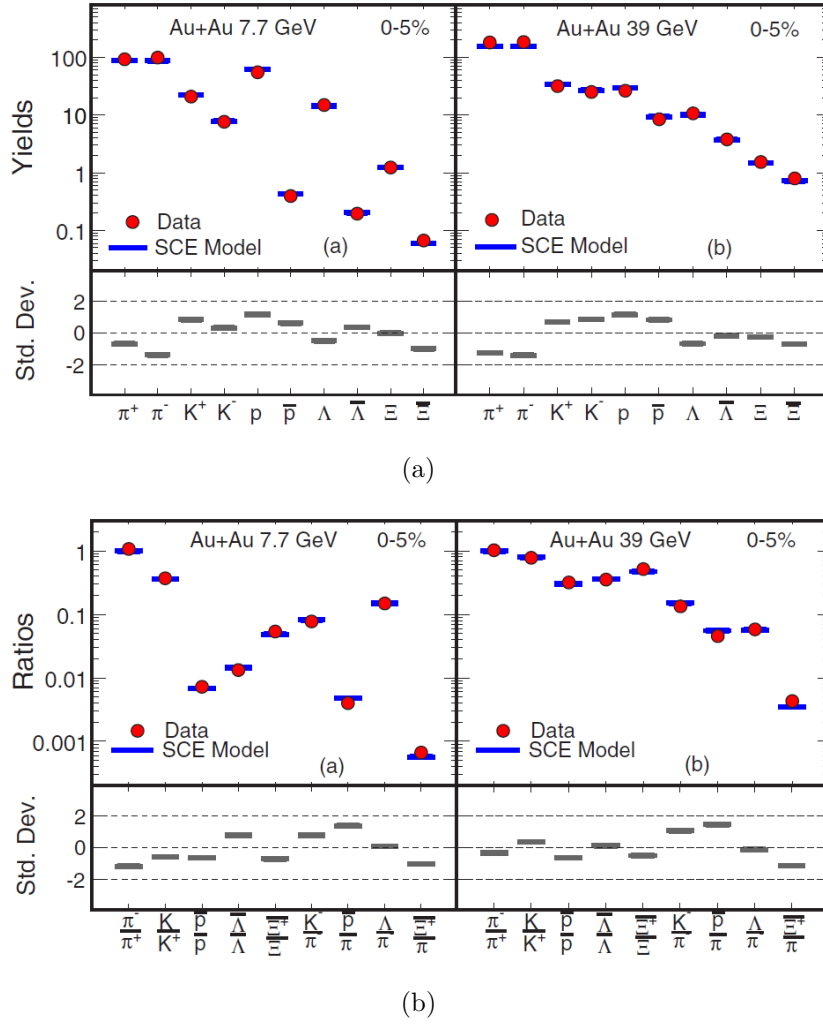 Au+Au 7.7 GeV 0-5%
Au+Au 39 GeV 0-5%
100
10
1
0.1
Yields
Data
SCE Model
(a)
Data
SCE Model
(b)
2
0
-2
Std. Dev.
π⁺ π⁻ K⁺ K⁻ p p̅ Λ Λ̅ Ξ Ξ̅
π⁺ π⁻ K⁺ K⁻ p p̅ Λ Λ̅ Ξ Ξ̅
(a)
Au+Au 7.7 GeV 0-5%
Au+Au 39 GeV 0-5%
1
0.1
0.01
0.001
Ratios
Data
SCE Model
(a)
Data
SCE Model
(b)
2
0
-2
Std. Dev.
π⁻ K⁻ p̅ Λ̅ Ξ̅⁺ K⁻ p̅ Λ Ξ̅⁺
π⁺ K⁺ p Λ Ξ⁻ π⁻ π⁻ π⁻ π⁻
π⁻ K⁻ p̅ Λ̅ Ξ̅⁺ K⁻ p̅ Λ Ξ̅⁺
π⁺ K⁺ p Λ Ξ⁻ π⁻ π⁻ π⁻ π⁻
(b)